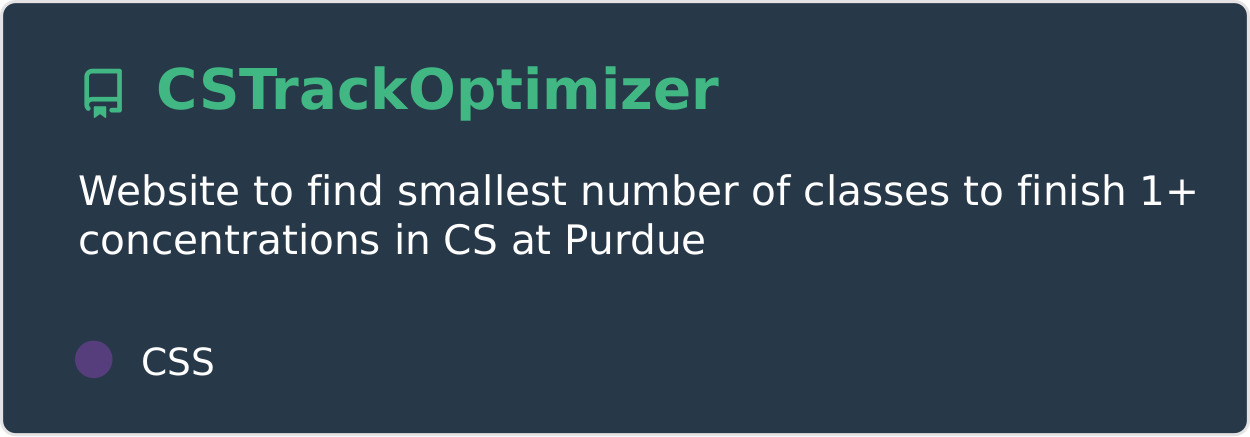 CSTrackOptimizer
Website to find smallest number of classes to finish 1+
concentrations in CS at Purdue
CSS